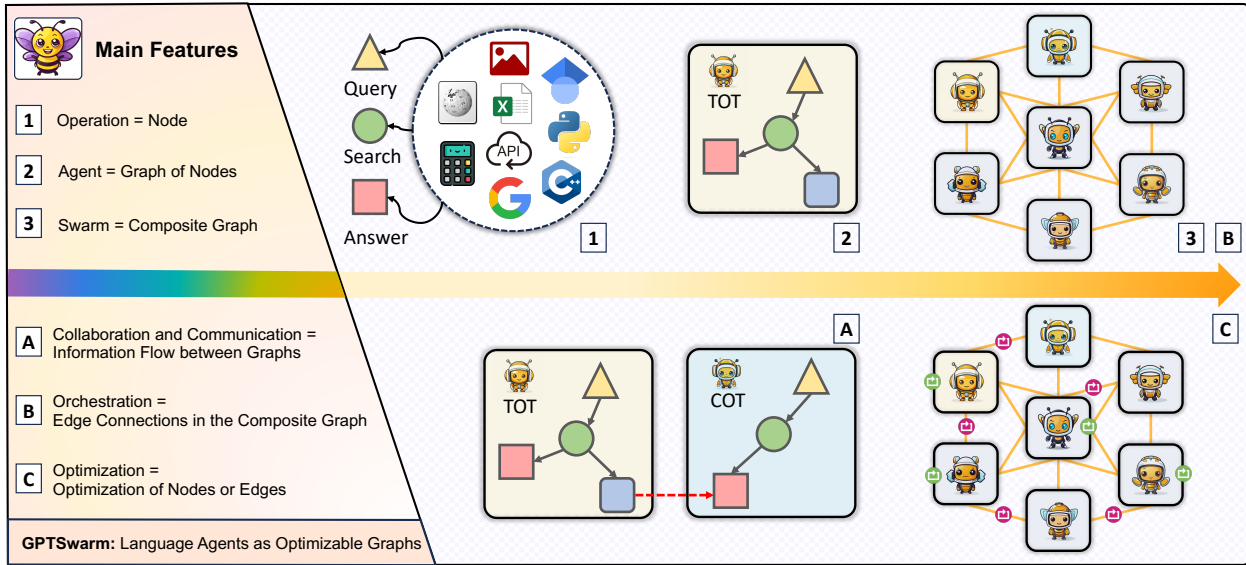 Main Features
1 Operation = Node
2 Agent = Graph of Nodes
3 Swarm = Composite Graph
Query
Search
Answer
X
API
G
C++
1
TOT
2
3 B
A Collaboration and Communication =
Information Flow between Graphs
B Orchestration =
Edge Connections in the Composite Graph
C Optimization =
Optimization of Nodes or Edges
GPTSwarm: Language Agents as Optimizable Graphs
A
TOT
COT
C